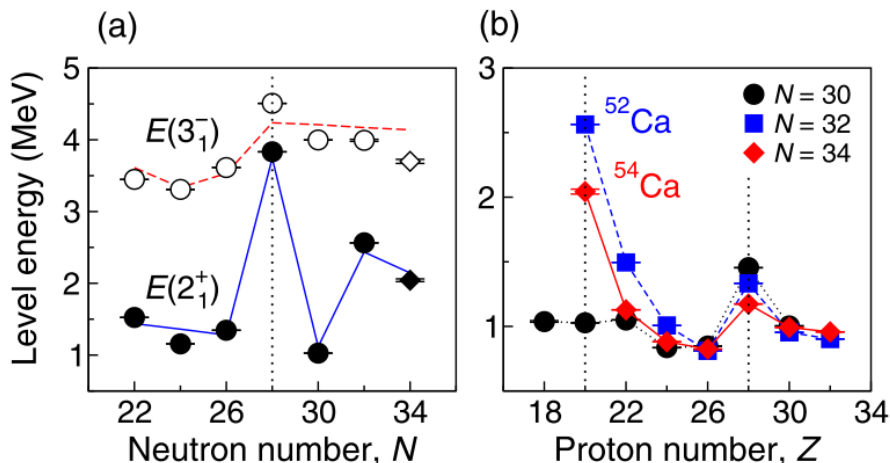 (a)
(b)
Level energy (MeV)
5
4
3
2
1
E(3₁⁻)
E(2₁⁺)
22 26 30 34
Neutron number, N
3
2
1
⁵²Ca
⁵⁴Ca
N = 30
N = 32
N = 34
18 22 26 30 34
Proton number, Z